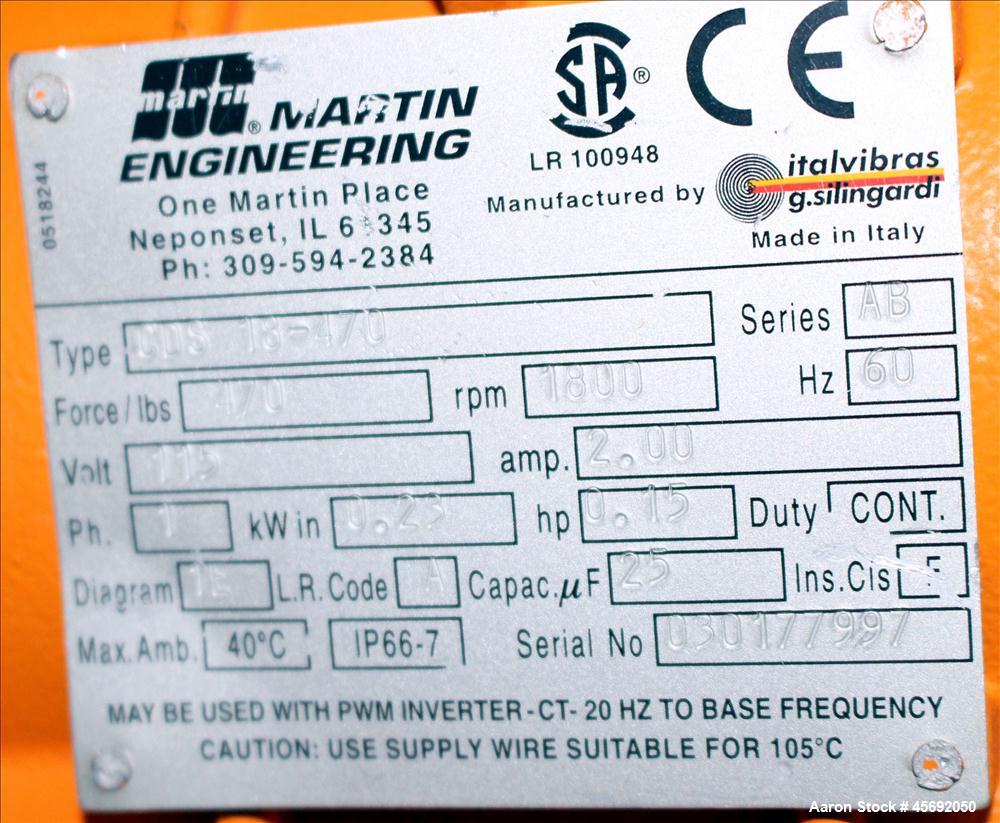 martin® MARTIN
ENGINEERING
One Martin Place
Neponset, IL 61345
Ph: 309-594-2384
0518244
SA®
CE
LR 100948
Manufactured by italvibras
g.silingardi
Made in Italy
Type CDS 18-470 Series AB
Force/lbs 470 rpm 1800 Hz 60
Volt 115 amp. 2.00
Ph. 1 kW in 0.23 hp 0.15 Duty CONT.
Diagram 1E L.R. Code A Capac. µF 25 Ins.Cls F
Max. Amb. 40°C IP66-7 Serial No 030177997
MAY BE USED WITH PWM INVERTER -CT- 20 HZ TO BASE FREQUENCY
CAUTION: USE SUPPLY WIRE SUITABLE FOR 105°C
Aaron Stock # 45692050